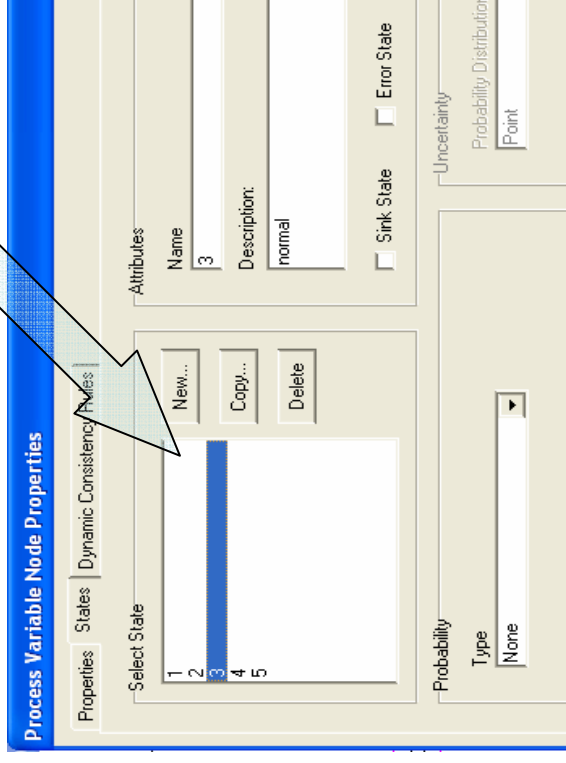 Process Variable Node Properties
Properties States Dynamic Consistency Rules
Select State
1
2
3
4
5
New...
Copy...
Delete
Attributes
Name
3
Description:
normal
Sink State Error State
Probability
Type
None
Uncertainty
Probability Distribution
Point